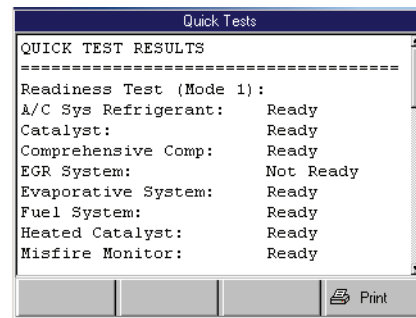 Quick Tests
QUICK TEST RESULTS
=======================================
Readiness Test (Mode 1):
A/C Sys Refrigerant: Ready
Catalyst: Ready
Comprehensive Comp: Ready
EGR System: Not Ready
Evaporative System: Ready
Fuel System: Ready
Heated Catalyst: Ready
Misfire Monitor: Ready
Print